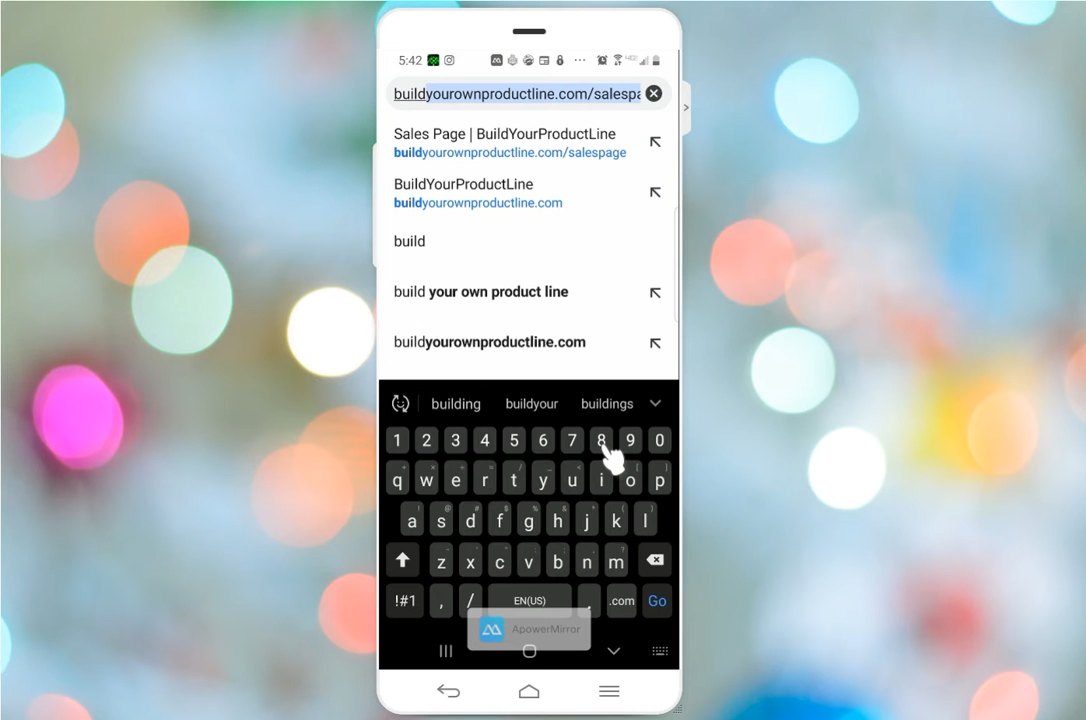 5:42
buildyourownproductline.com/salespa
Sales Page | BuildYourProductLine
buildyourownproductline.com/salespage
BuildYourProductLine
buildyourownproductline.com
build
build your own product line
buildyourownproductline.com
building buildyour buildings
1 2 3 4 5 6 7 8 9 0
q w e r t y u i o p
a s d f g h j k l
z x c v b n m
!#1 , / EN(US) . .com Go
ApowerMirror